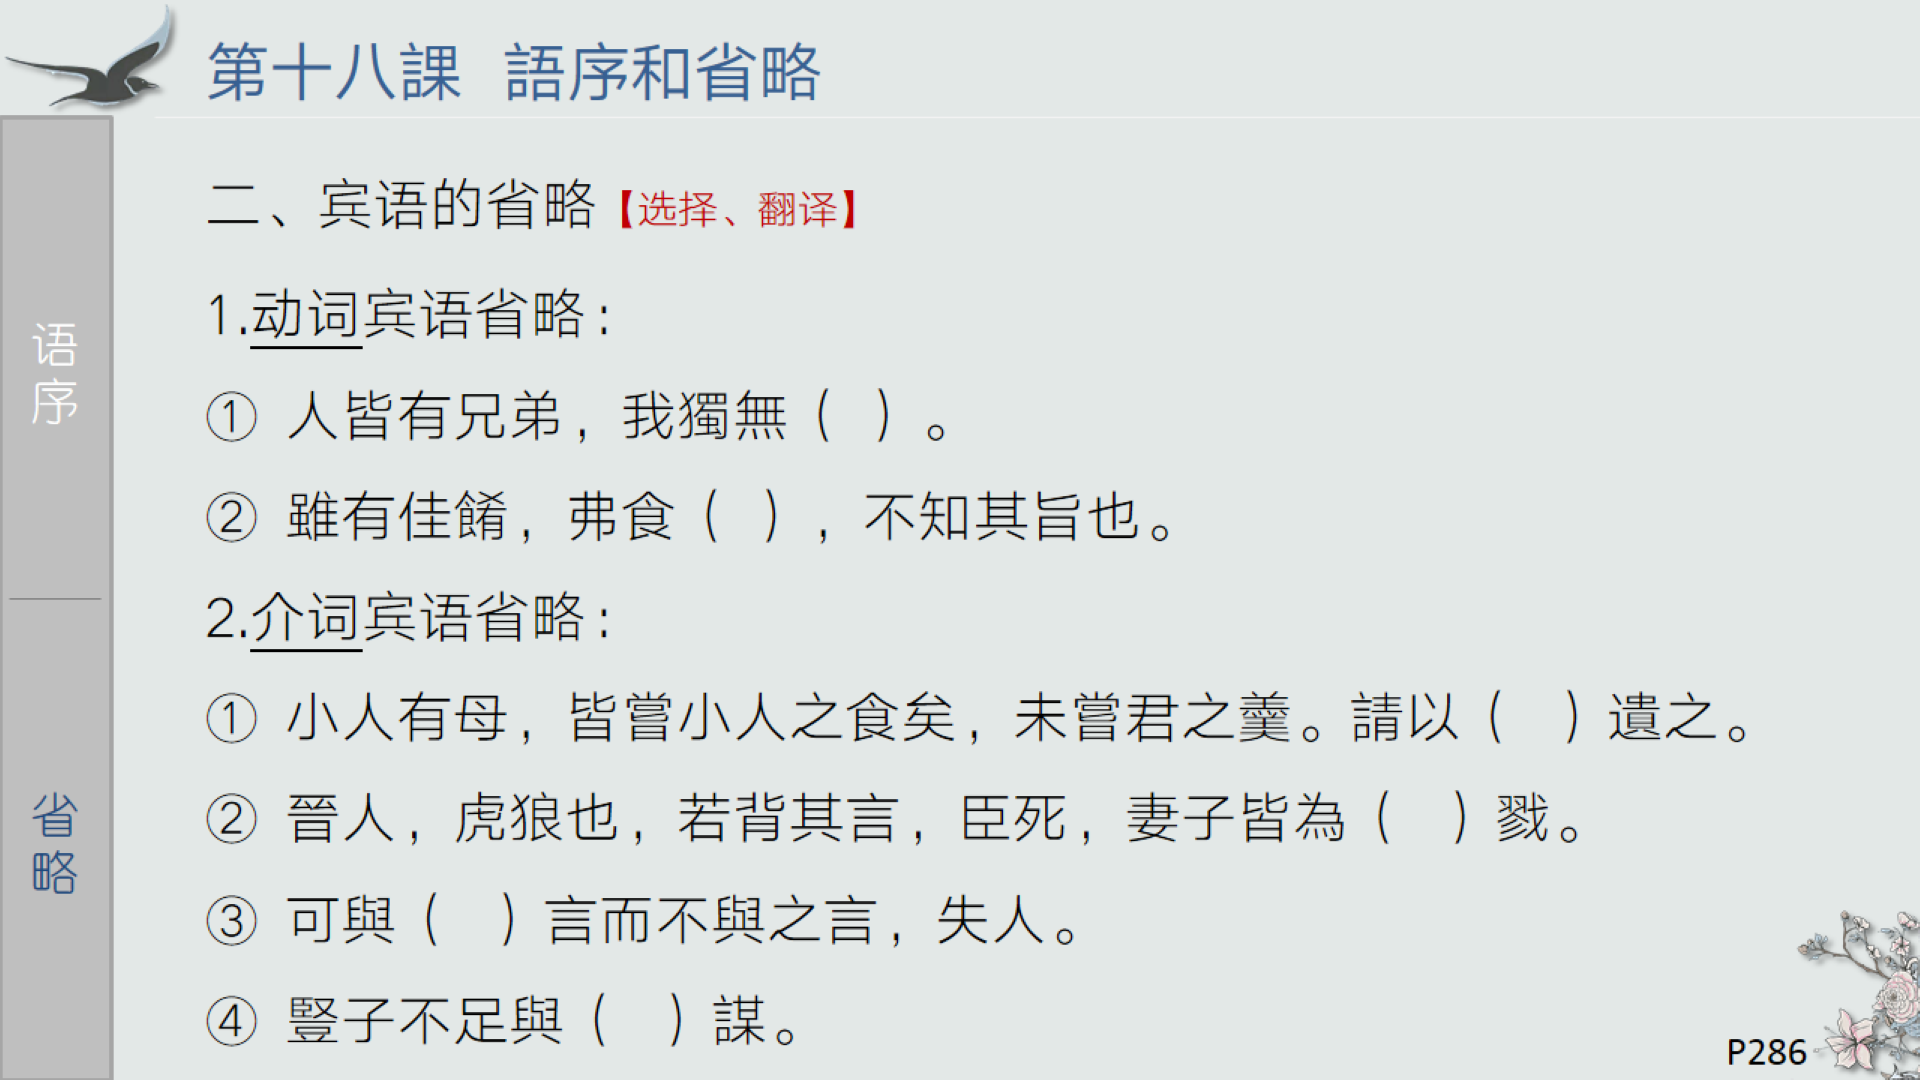 第十八課 語序和省略
语序
省略
二、宾语的省略【选择、翻译】
1.动词宾语省略：
① 人皆有兄弟，我獨無（ ）。
② 雖有佳餚，弗食（ ），不知其旨也。
2.介词宾语省略：
① 小人有母，皆嘗小人之食矣，未嘗君之羹。請以（ ）遺之。
② 晉人，虎狼也，若背其言，臣死，妻子皆為（ ）戮。
③ 可與（ ）言而不與之言，失人。
④ 豎子不足與（ ）謀。
P286